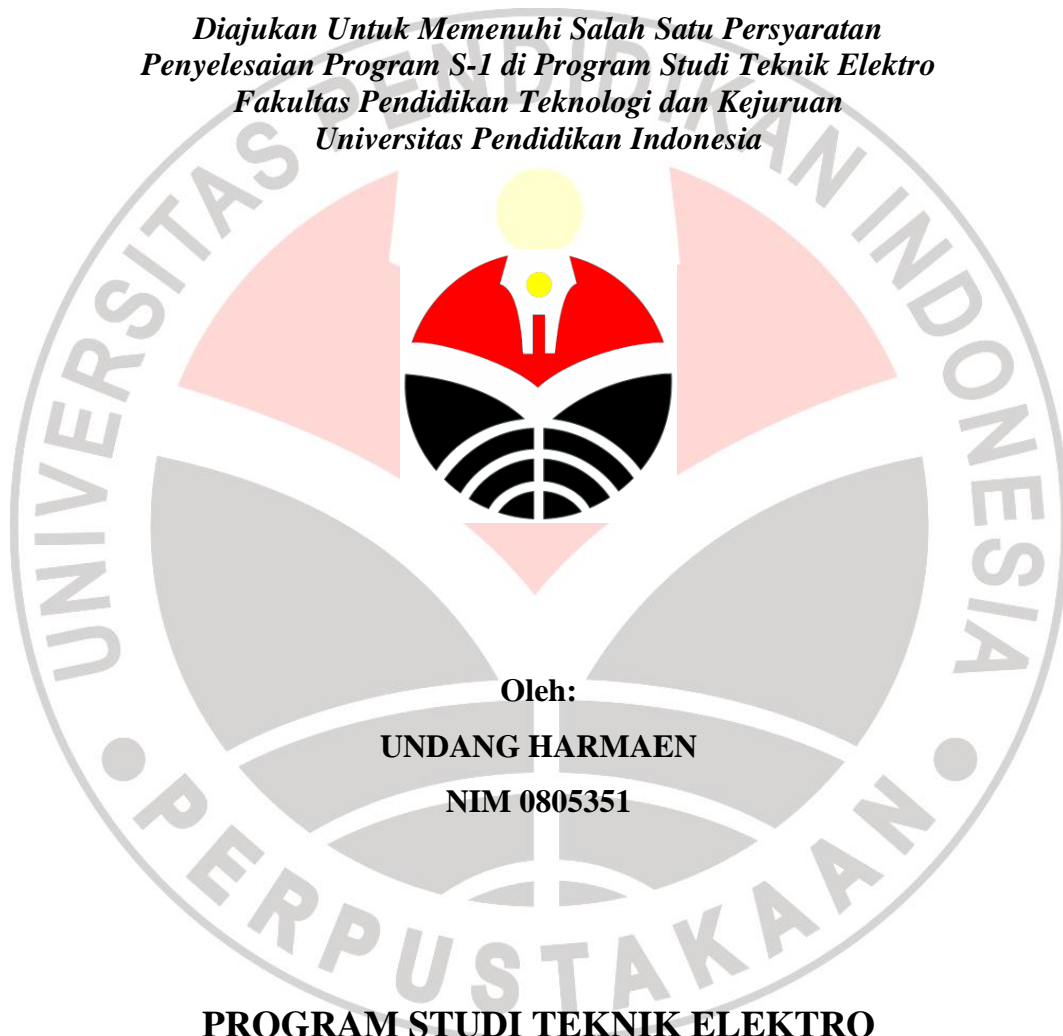 Diajukan Untuk Memenuhi Salah Satu Persyaratan
Penyelesaian Program S-1 di Program Studi Teknik Elektro
Fakultas Pendidikan Teknologi dan Kejuruan
Universitas Pendidikan Indonesia
UNIVERSITAS PENDIDIKAN INDONESIA
Oleh:
UNDANG HARMAEN
NIM 0805351
PERPUSTAKAAN
PROGRAM STUDI TEKNIK ELEKTRO